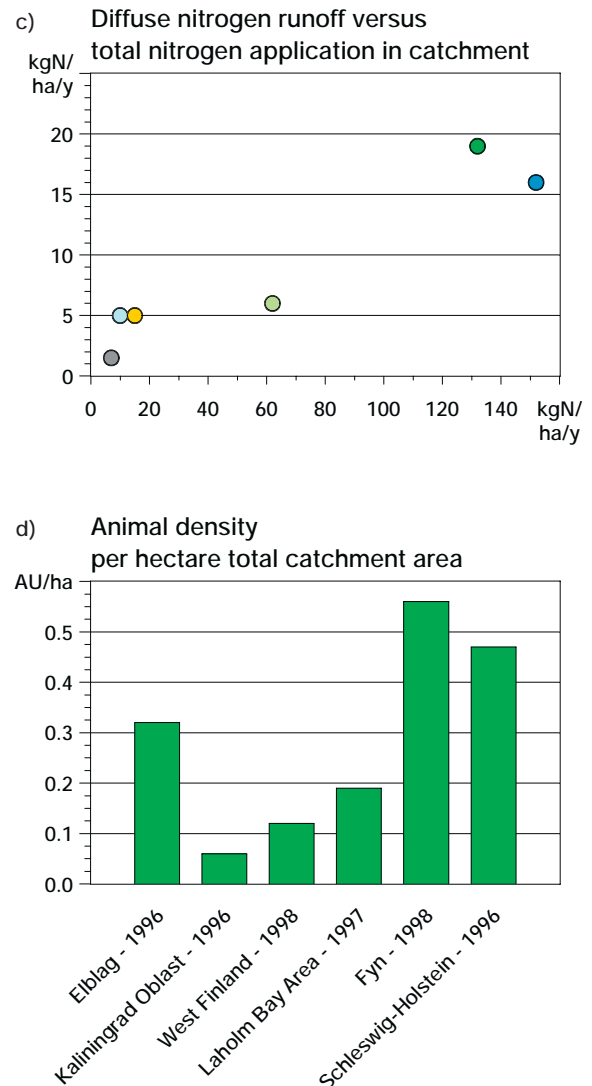 c) Diffuse nitrogen runoff versus
total nitrogen application in catchment
kgN/
ha/y
20
15
10
5
0
0 20 40 60 80 100 120 140 kgN/
ha/y
d) Animal density
per hectare total catchment area
AU/ha
0.5
0.4
0.3
0.2
0.1
0.0
Elblag - 1996
Kaliningrad Oblast - 1996
West Finland - 1998
Laholm Bay Area - 1997
Fyn - 1998
Schleswig-Holstein - 1996